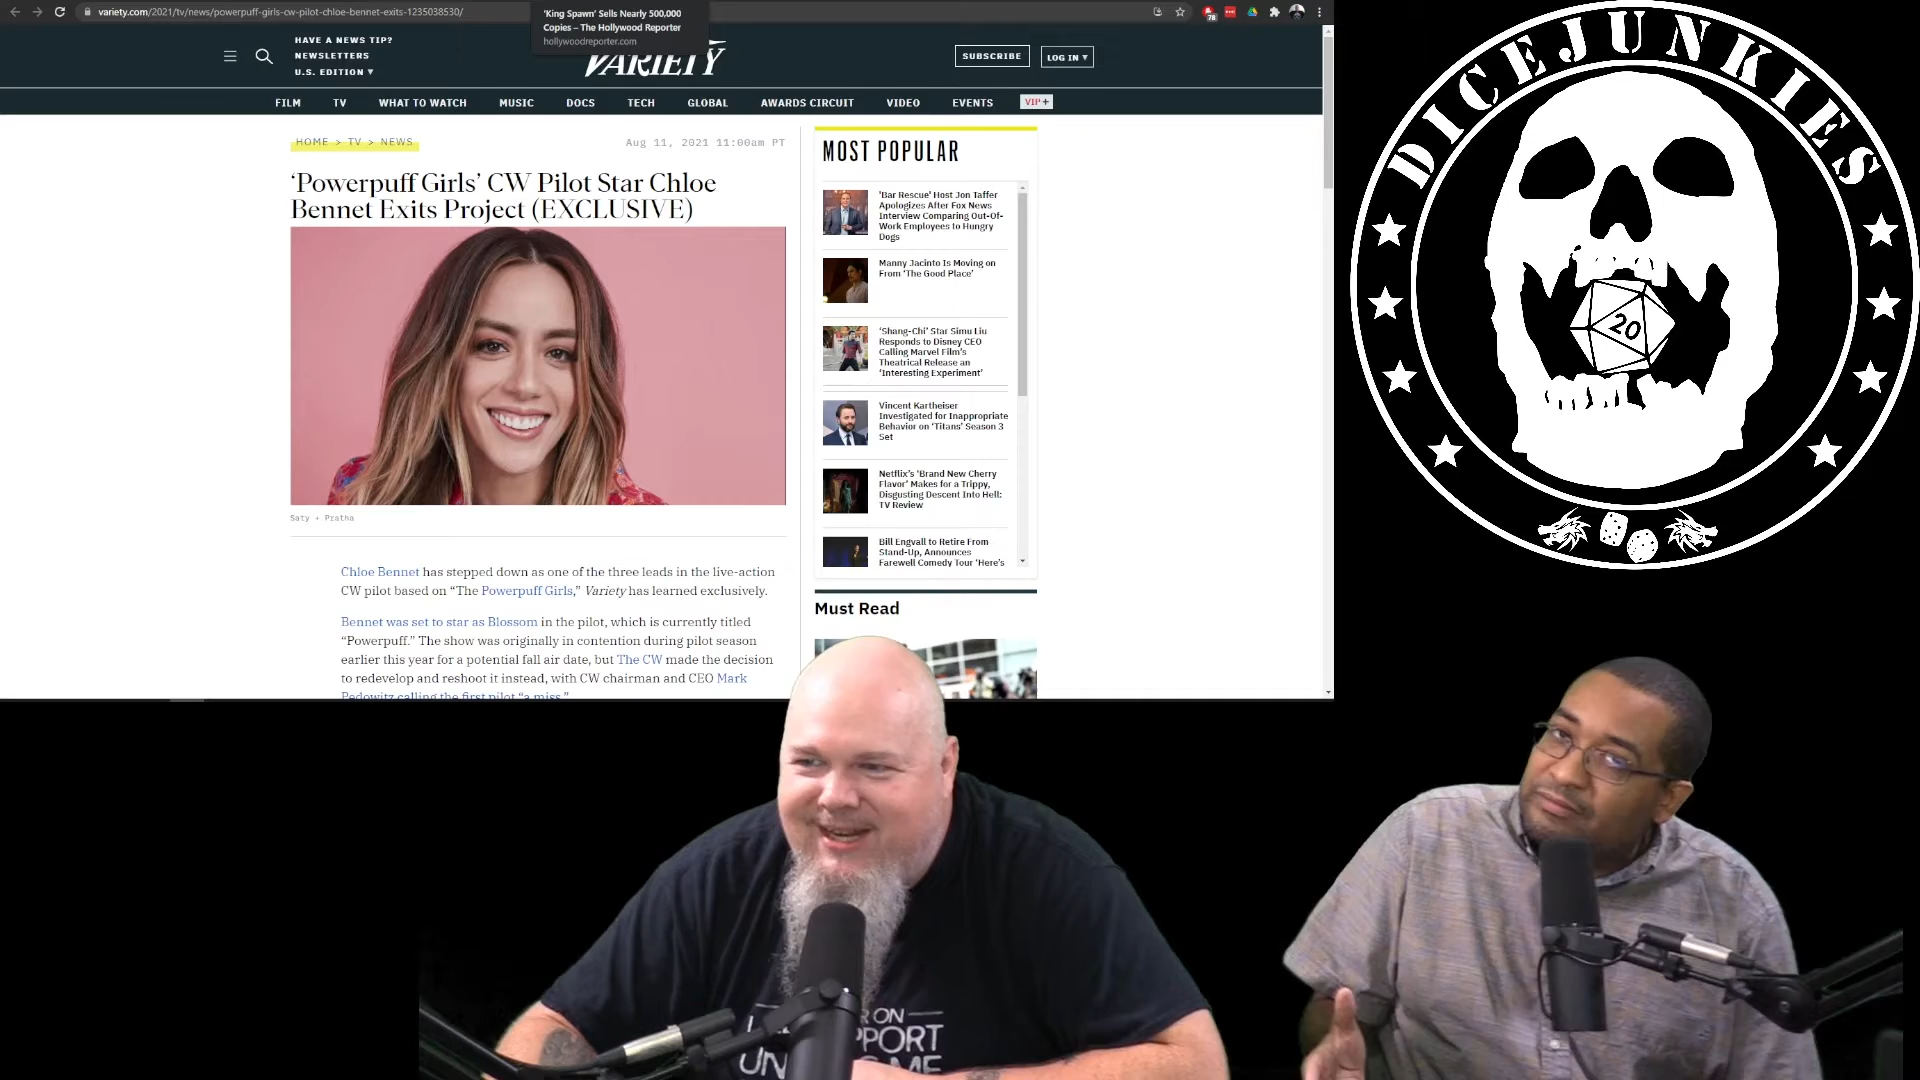 variety.com/2021/tv/news/powerpuff-girls-cw-pilot-chloe-bennet-exits-1235038530/
'King Spawn' Sells Nearly 500,000
Copies – The Hollywood Reporter
hollywoodreporter.com
78
HAVE A NEWS TIP?
NEWSLETTERS
U.S. EDITION ▾
VARIETY
SUBSCRIBE
LOG IN ▾
FILM TV WHAT TO WATCH MUSIC DOCS TECH GLOBAL AWARDS CIRCUIT VIDEO EVENTS VIP+
HOME > TV > NEWS
Aug 11, 2021 11:00am PT
‘Powerpuff Girls’ CW Pilot Star Chloe
Bennet Exits Project (EXCLUSIVE)
Saty + Pratha
Chloe Bennet has stepped down as one of the three leads in the live-action
CW pilot based on “The Powerpuff Girls,” Variety has learned exclusively.
Bennet was set to star as Blossom in the pilot, which is currently titled
“Powerpuff.” The show was originally in contention during pilot season
earlier this year for a potential fall air date, but The CW made the decision
to redevelop and reshoot it instead, with CW chairman and CEO Mark
Pedowitz calling the first pilot “a miss.”
MOST POPULAR
'Bar Rescue' Host Jon Taffer
Apologizes After Fox News
Interview Comparing Out-Of-
Work Employees to Hungry
Dogs
Manny Jacinto Is Moving on
From ‘The Good Place’
‘Shang-Chi’ Star Simu Liu
Responds to Disney CEO
Calling Marvel Film’s
Theatrical Release an
‘Interesting Experiment’
Vincent Kartheiser
Investigated for Inappropriate
Behavior on ‘Titans’ Season 3
Set
Netflix’s ‘Brand New Cherry
Flavor’ Makes for a Trippy,
Disgusting Descent Into Hell:
TV Review
Bill Engvall to Retire From
Stand-Up, Announces
Farewell Comedy Tour ‘Here’s
Must Read
DICEJUNKIES
20
ON
PPORT
UN ME